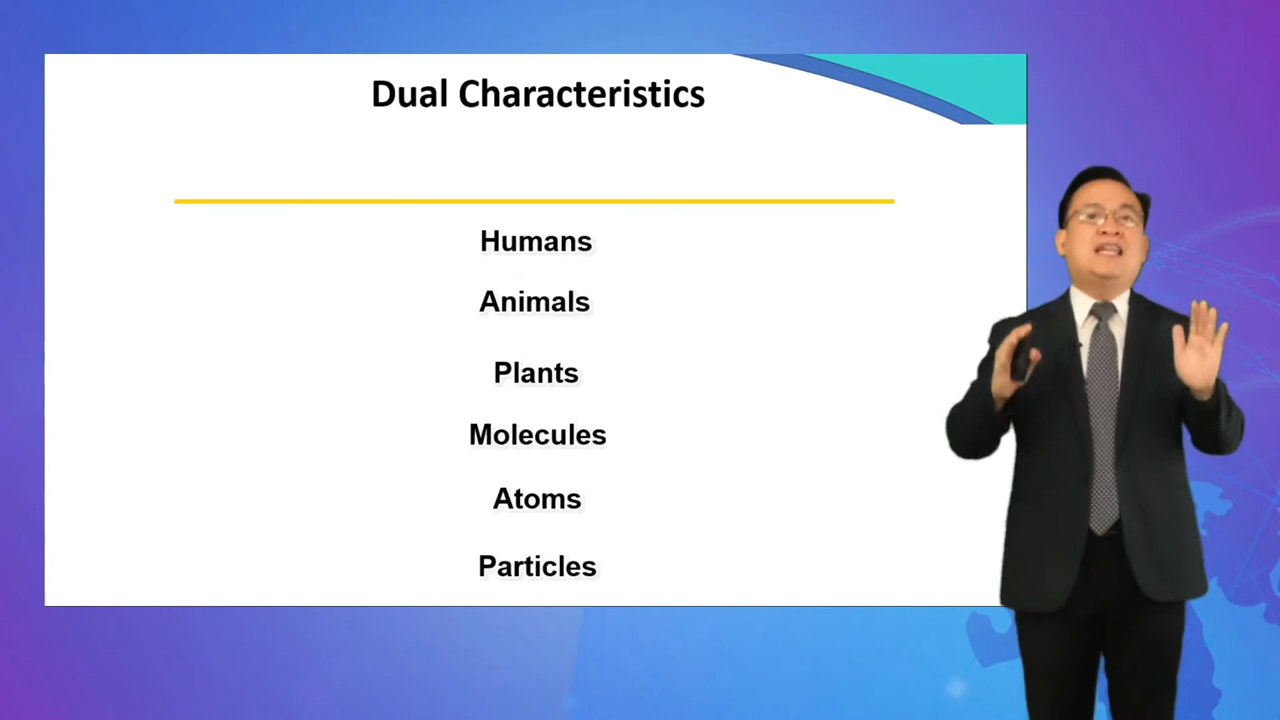 Dual Characteristics
Humans
Animals
Plants
Molecules
Atoms
Particles